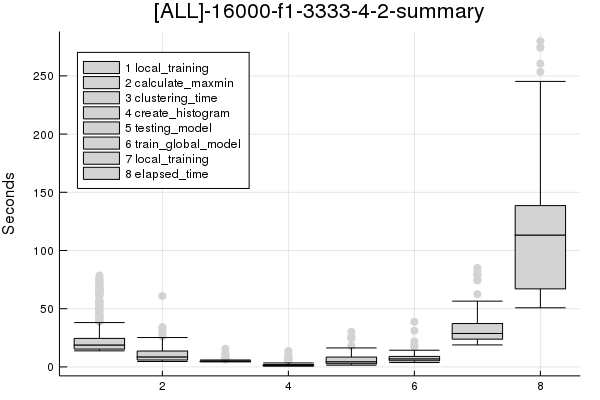 [ALL]-16000-f1-3333-4-2-summary
Seconds
250
200
150
100
50
0
1 local_training
2 calculate_maxmin
3 clustering_time
4 create_histogram
5 testing_model
6 train_global_model
7 local_training
8 elapsed_time
2 4 6 8